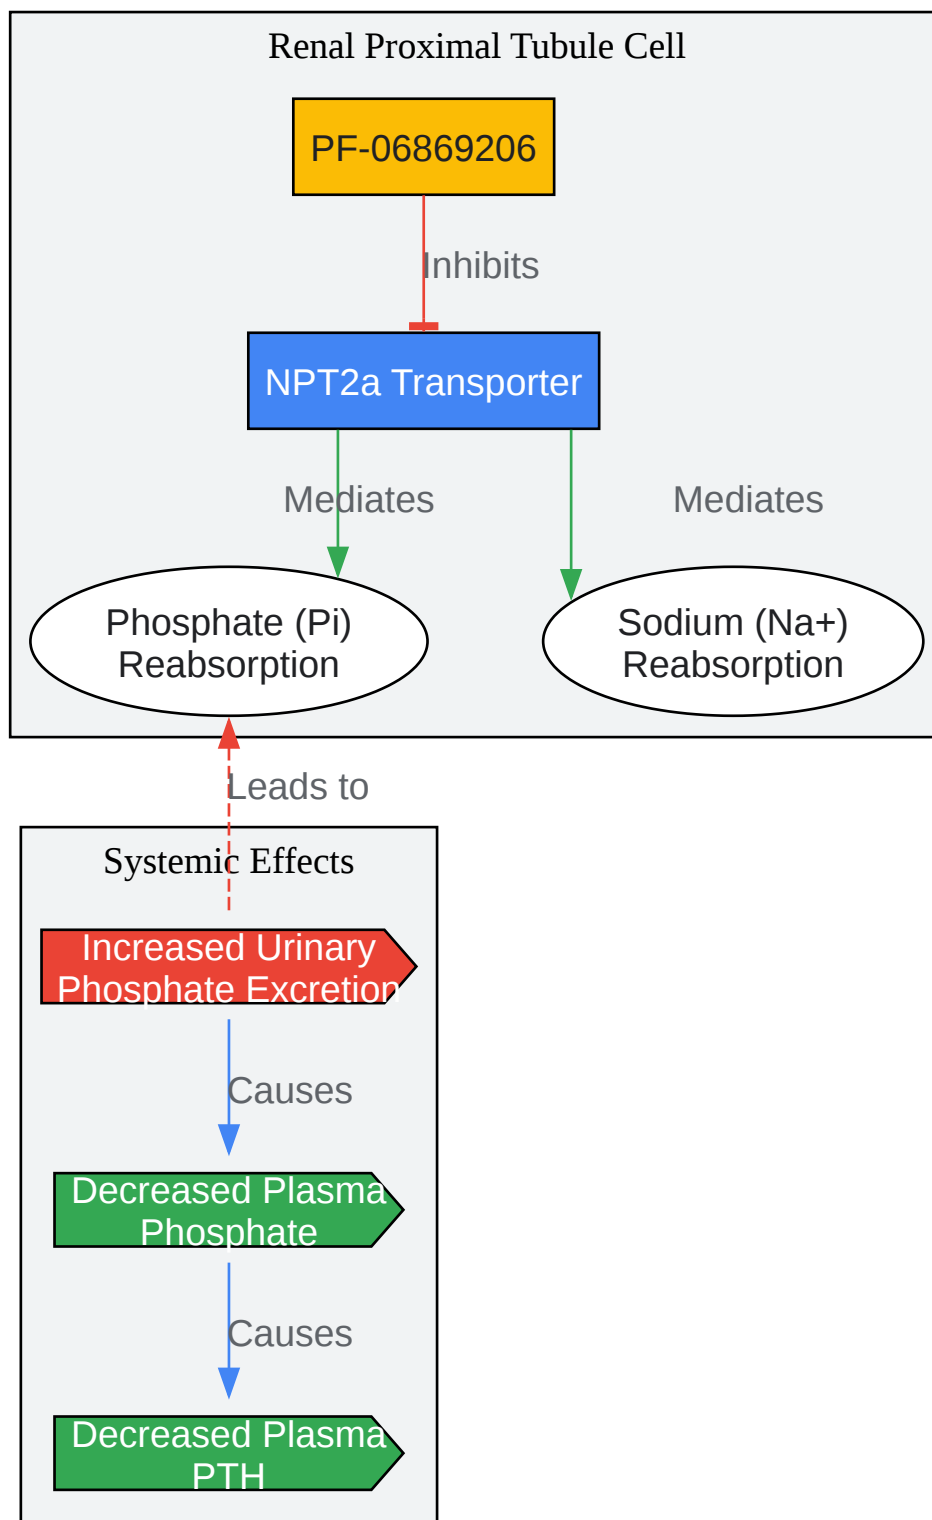 Renal Proximal Tubule Cell
PF-06869206
Inhibits
NPT2a Transporter
Mediates
Mediates
Phosphate (Pi)
Reabsorption
Sodium (Na+)
Reabsorption
Leads to
Systemic Effects
Increased Urinary
Phosphate Excretion
Causes
Decreased Plasma
Phosphate
Causes
Decreased Plasma
PTH